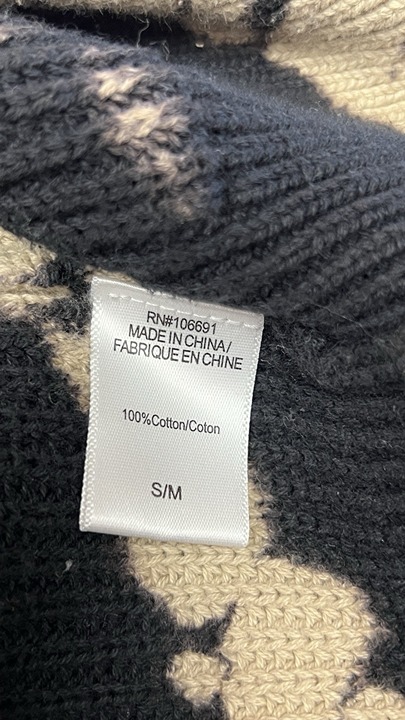 RN#106691
MADE IN CHINA/
FABRIQUE EN CHINE
100%Cotton/Coton
S/M